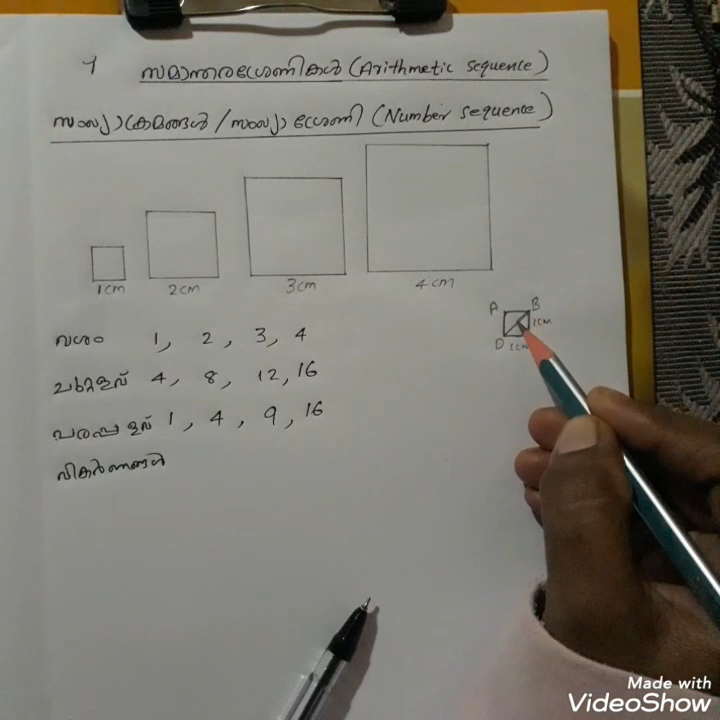 1 സമാന്തരശ്രേണികൾ (Arithmetic sequence)
സംഖ്യാക്രമങ്ങൾ / സംഖ്യാ ശ്രേണി (Number sequence)
1cm 2cm 3cm 4cm
A B
1cm
D 1cm
വശം 1, 2, 3, 4
ചുറ്റളവ് 4, 8, 12, 16
പരപ്പളവ് 1, 4, 9, 16
വികർണങ്ങൾ
Made with
VideoShow